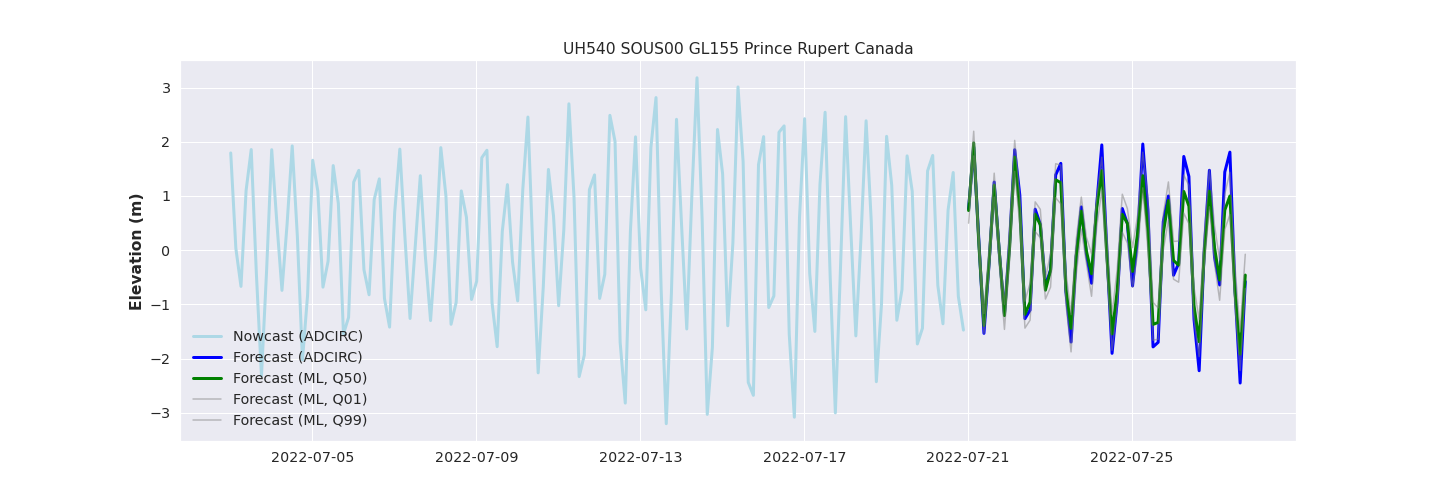 UH540 SOUS00 GL155 Prince Rupert Canada
Elevation (m)
3
2
1
0
−1
−2
−3
Nowcast (ADCIRC)
Forecast (ADCIRC)
Forecast (ML, Q50)
Forecast (ML, Q01)
Forecast (ML, Q99)
2022-07-05 2022-07-09 2022-07-13 2022-07-17 2022-07-21 2022-07-25